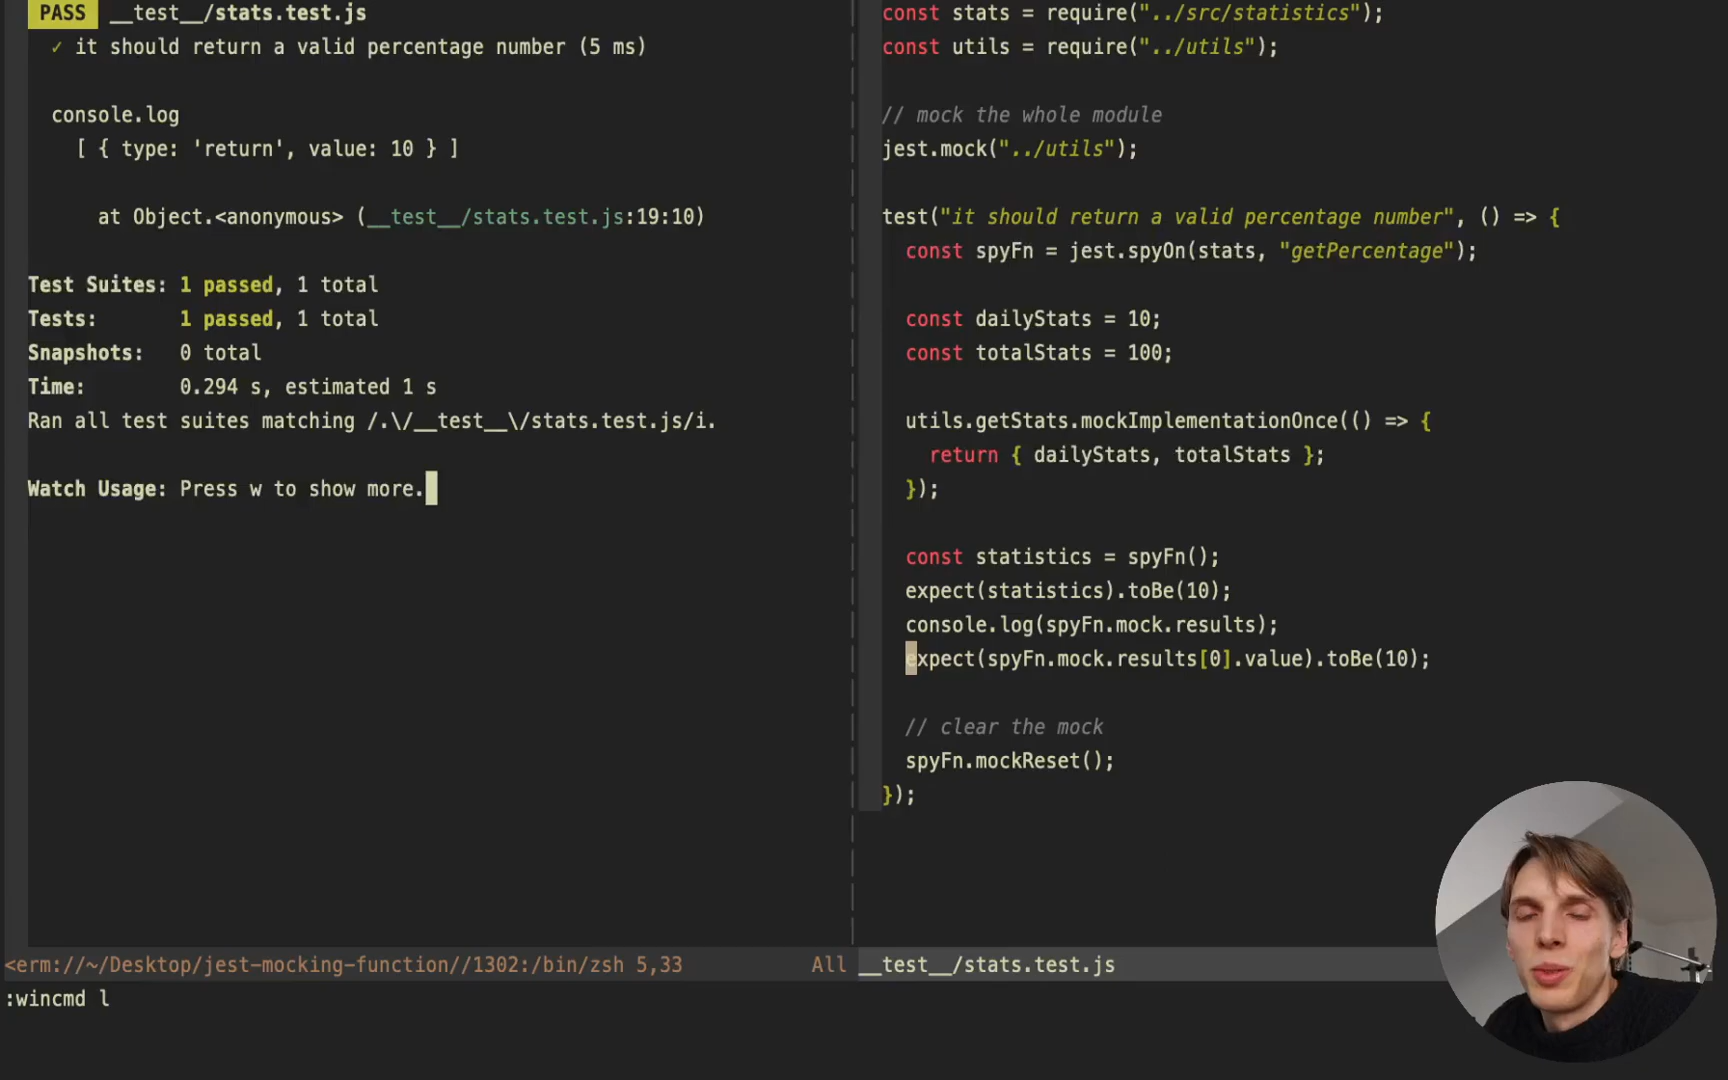 PASS __test__/stats.test.js
✓ it should return a valid percentage number (5 ms)
console.log
[ { type: 'return', value: 10 } ]
at Object.<anonymous> (__test__/stats.test.js:19:10)
Test Suites: 1 passed, 1 total
Tests: 1 passed, 1 total
Snapshots: 0 total
Time: 0.294 s, estimated 1 s
Ran all test suites matching /.\/__test__\/stats.test.js/i.
Watch Usage: Press w to show more.
<erm://~/Desktop/jest-mocking-function//1302:/bin/zsh 5,33 All
const stats = require("../src/statistics");
const utils = require("../utils");
// mock the whole module
jest.mock("../utils");
test("it should return a valid percentage number", () => {
const spyFn = jest.spyOn(stats, "getPercentage");
const dailyStats = 10;
const totalStats = 100;
utils.getStats.mockImplementationOnce(() => {
return { dailyStats, totalStats };
});
const statistics = spyFn();
expect(statistics).toBe(10);
console.log(spyFn.mock.results);
expect(spyFn.mock.results[0].value).toBe(10);
// clear the mock
spyFn.mockReset();
});
__test__/stats.test.js
:wincmd l